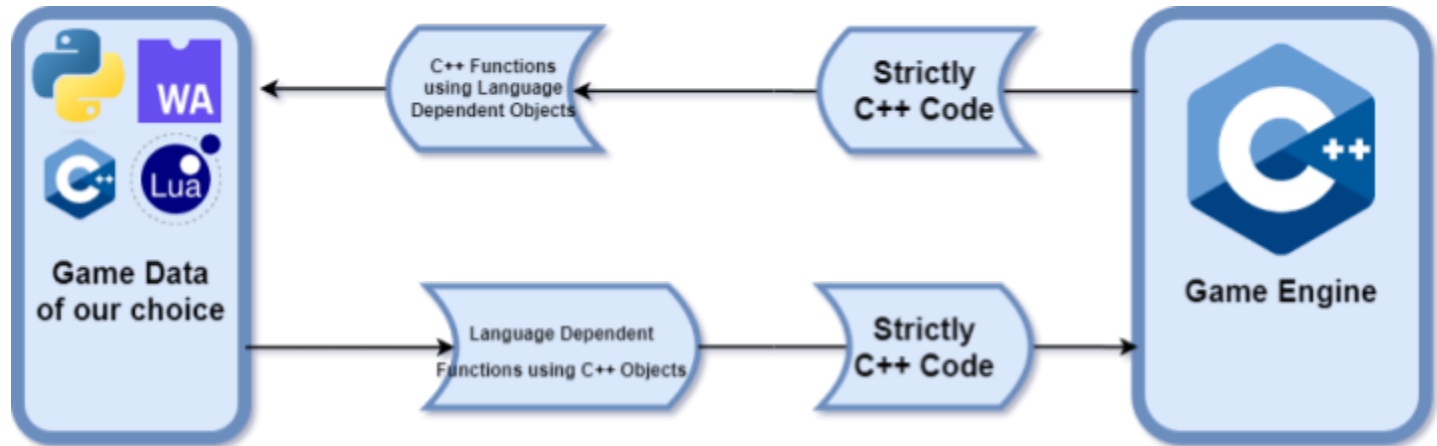 WA
C++
Lua
Game Data
of our choice
C++ Functions
using Language
Dependent Objects
Strictly
C++ Code
C++
Game Engine
Language Dependent
Functions using C++ Objects
Strictly
C++ Code